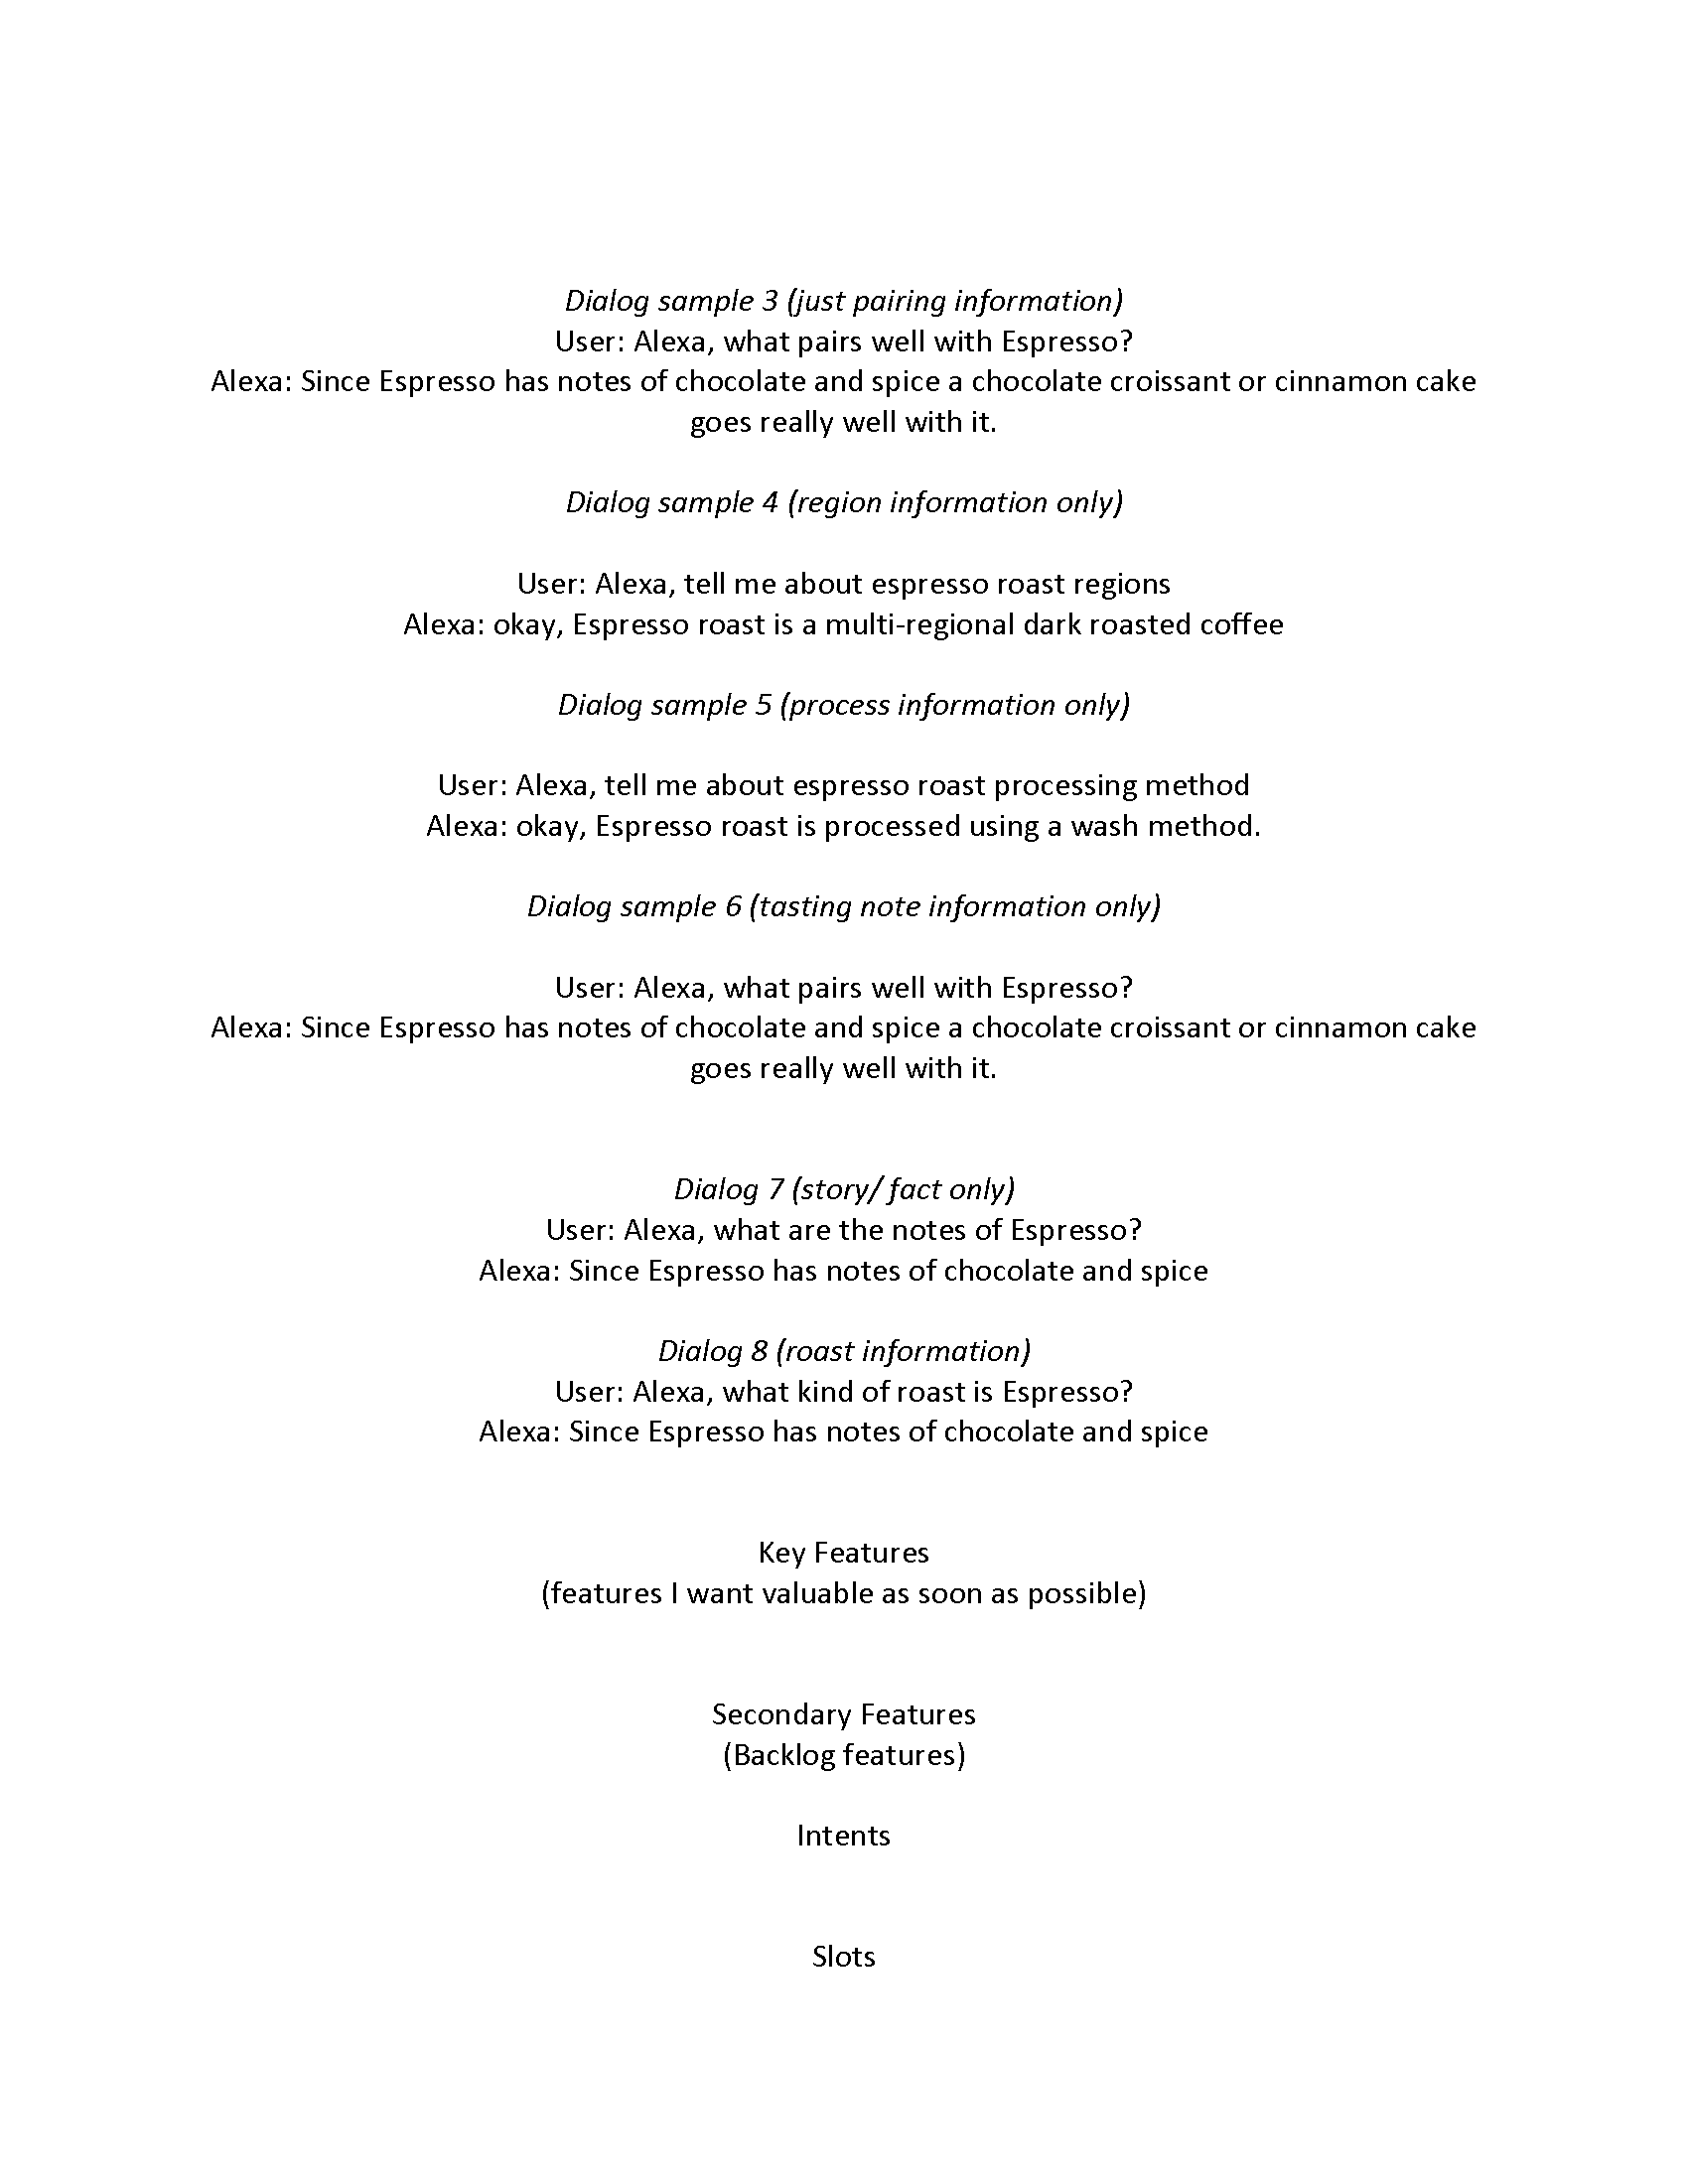 Dialog sample 3 (just pairing information)
User: Alexa, what pairs well with Espresso?
Alexa: Since Espresso has notes of chocolate and spice a chocolate croissant or cinnamon cake
goes really well with it.
Dialog sample 4 (region information only)
User: Alexa, tell me about espresso roast regions
Alexa: okay, Espresso roast is a multi-regional dark roasted coffee
Dialog sample 5 (process information only)
User: Alexa, tell me about espresso roast processing method
Alexa: okay, Espresso roast is processed using a wash method.
Dialog sample 6 (tasting note information only)
User: Alexa, what pairs well with Espresso?
Alexa: Since Espresso has notes of chocolate and spice a chocolate croissant or cinnamon cake
goes really well with it.
Dialog 7 (story/ fact only)
User: Alexa, what are the notes of Espresso?
Alexa: Since Espresso has notes of chocolate and spice
Dialog 8 (roast information)
User: Alexa, what kind of roast is Espresso?
Alexa: Since Espresso has notes of chocolate and spice
Key Features
(features I want valuable as soon as possible)
Secondary Features
(Backlog features)
Intents
Slots